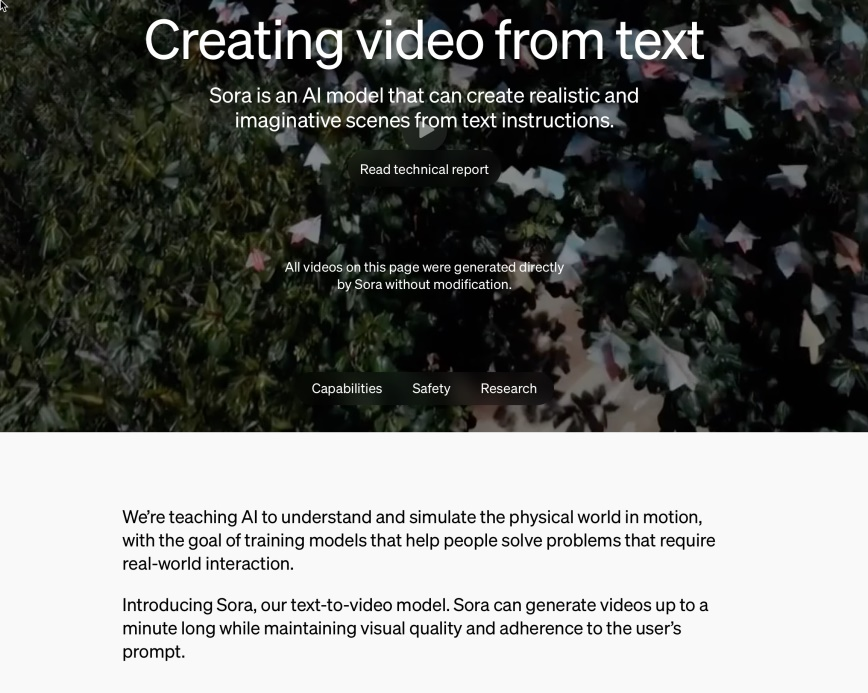 Creating video from text
Sora is an AI model that can create realistic and
imaginative scenes from text instructions.
Read technical report
All videos on this page were generated directly
by Sora without modification.
Capabilities Safety Research
We’re teaching AI to understand and simulate the physical world in motion,
with the goal of training models that help people solve problems that require
real-world interaction.
Introducing Sora, our text-to-video model. Sora can generate videos up to a
minute long while maintaining visual quality and adherence to the user’s
prompt.